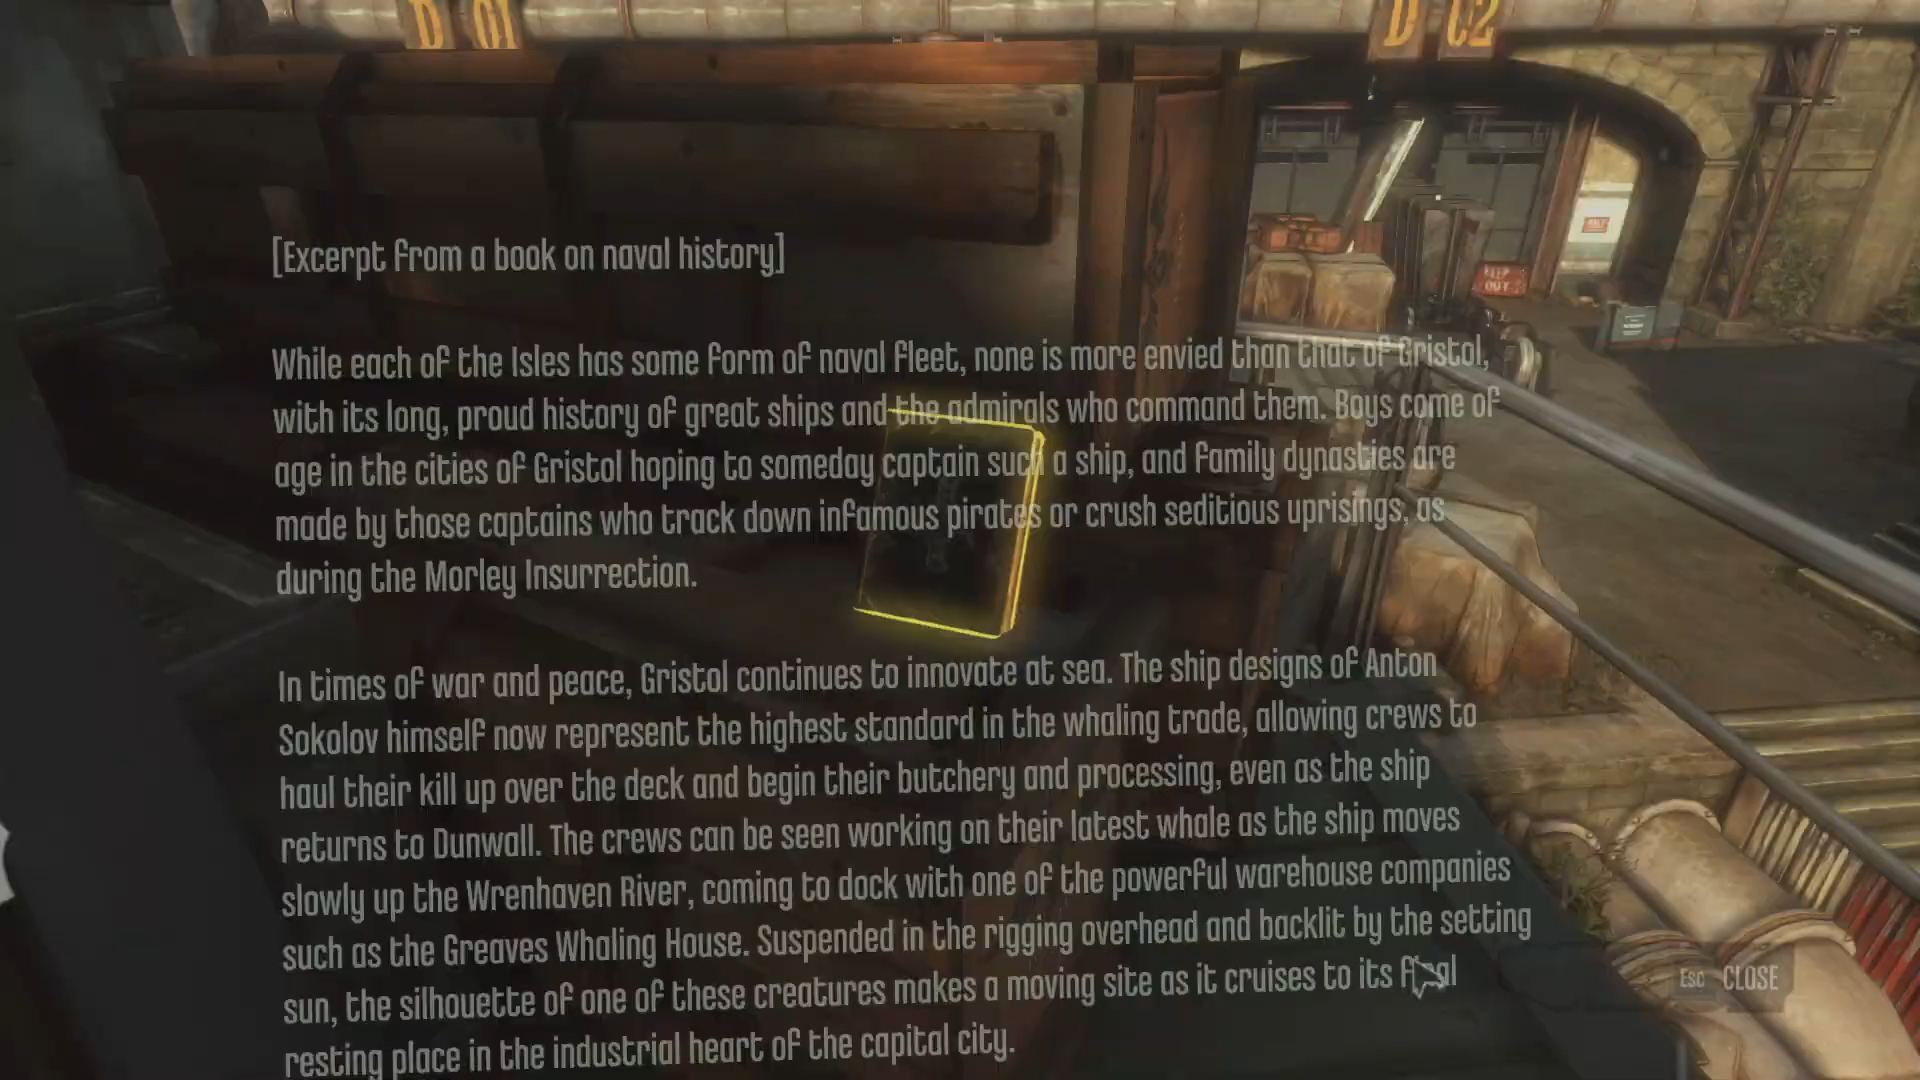 D 01
D C2
[Excerpt from a book on naval history]
While each of the Isles has some form of naval fleet, none is more envied than that of Gristol,
with its long, proud history of great ships and the admirals who command them. Boys come of
age in the cities of Gristol hoping to someday captain such a ship, and family dynasties are
made by those captains who track down infamous pirates or crush seditious uprisings, as
during the Morley Insurrection.
In times of war and peace, Gristol continues to innovate at sea. The ship designs of Anton
Sokolov himself now represent the highest standard in the whaling trade, allowing crews to
haul their kill up over the deck and begin their butchery and processing, even as the ship
returns to Dunwall. The crews can be seen working on their latest whale as the ship moves
slowly up the Wrenhaven River, coming to dock with one of the powerful warehouse companies
such as the Greaves Whaling House. Suspended in the rigging overhead and backlit by the setting
sun, the silhouette of one of these creatures makes a moving site as it cruises to its final
resting place in the industrial heart of the capital city.
KEEP
OUT
Esc CLOSE